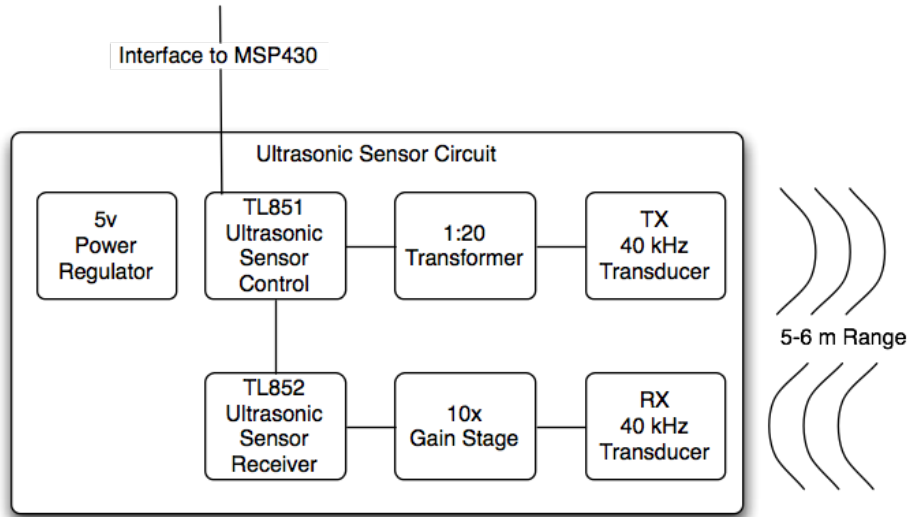 Interface to MSP430
Ultrasonic Sensor Circuit
5v
Power
Regulator
TL851
Ultrasonic
Sensor
Control
1:20
Transformer
TX
40 kHz
Transducer
5-6 m Range
TL852
Ultrasonic
Sensor
Receiver
10x
Gain Stage
RX
40 kHz
Transducer